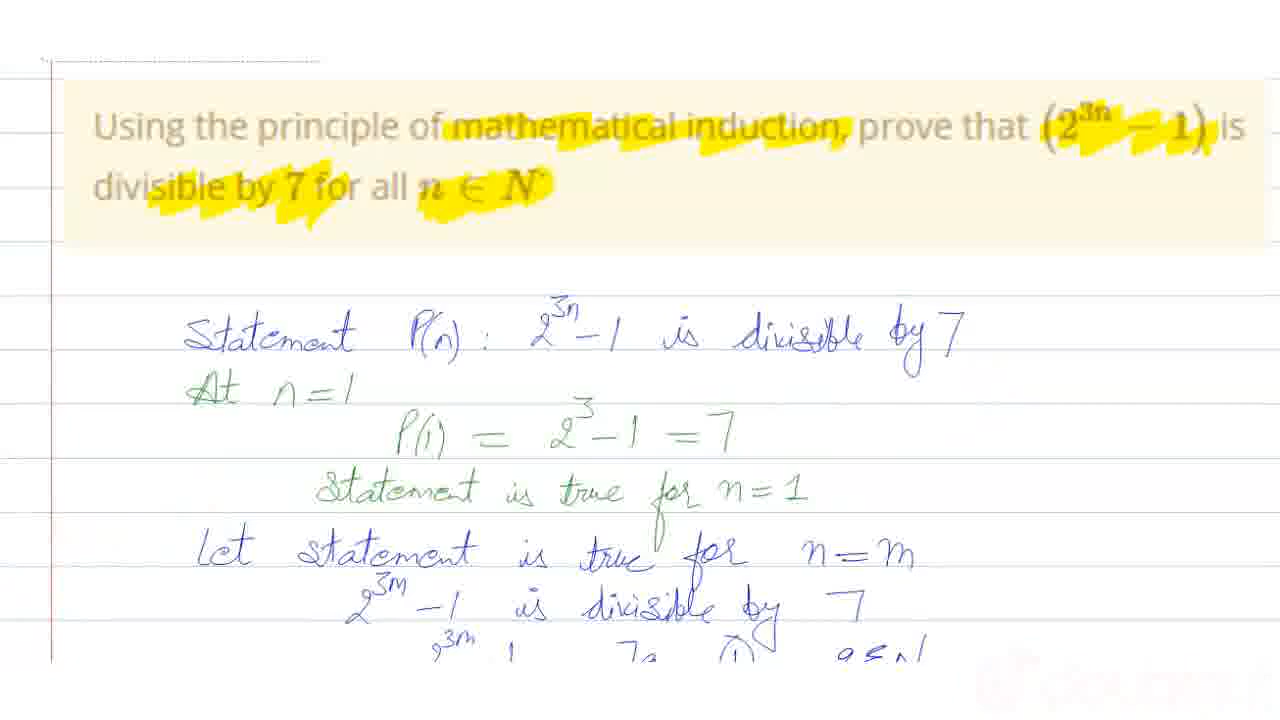 Using the principle of mathematical induction, prove that (2^{3n} − 1) is
divisible by 7 for all n ∈ N
Statement P(n) : 2^{3n} − 1 is divisible by 7
At n = 1
P(1) = 2^3 − 1 = 7
Statement is true for n = 1
Let statement is true for n = m
2^{3m} − 1 is divisible by 7